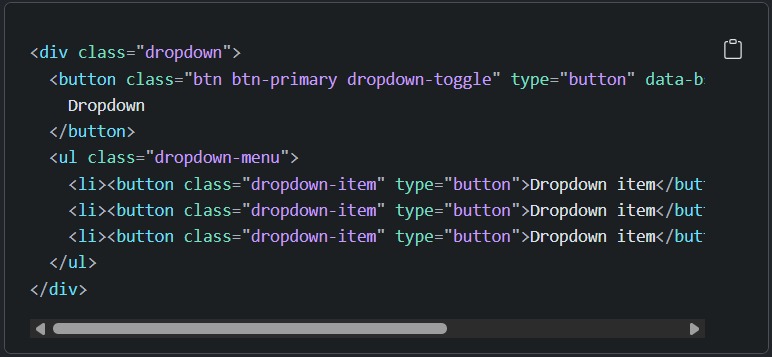 <div class="dropdown">
  <button class="btn btn-primary dropdown-toggle" type="button" data-b
    Dropdown
  </button>
  <ul class="dropdown-menu">
    <li><button class="dropdown-item" type="button">Dropdown item</but
    <li><button class="dropdown-item" type="button">Dropdown item</but
    <li><button class="dropdown-item" type="button">Dropdown item</but
  </ul>
</div>